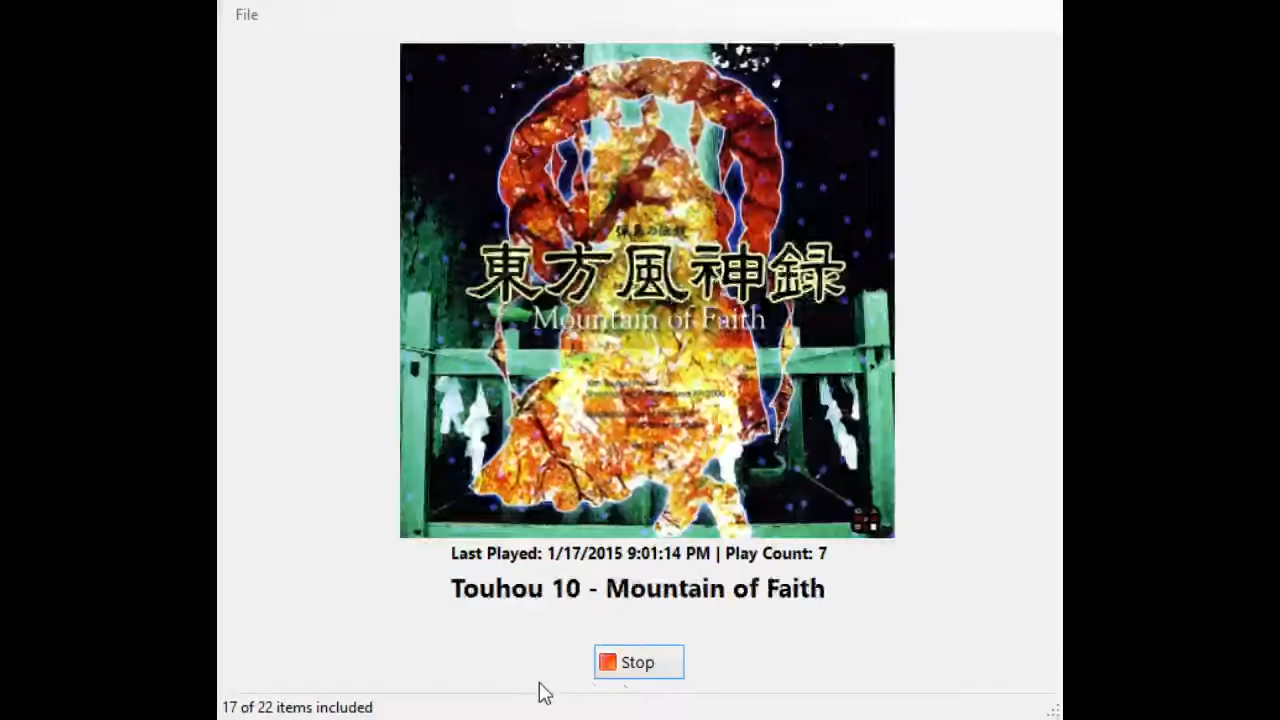 File
東方風神録
Mountain of Faith
Last Played: 1/17/2015 9:01:14 PM | Play Count: 7
Touhou 10 - Mountain of Faith
Stop
17 of 22 items included